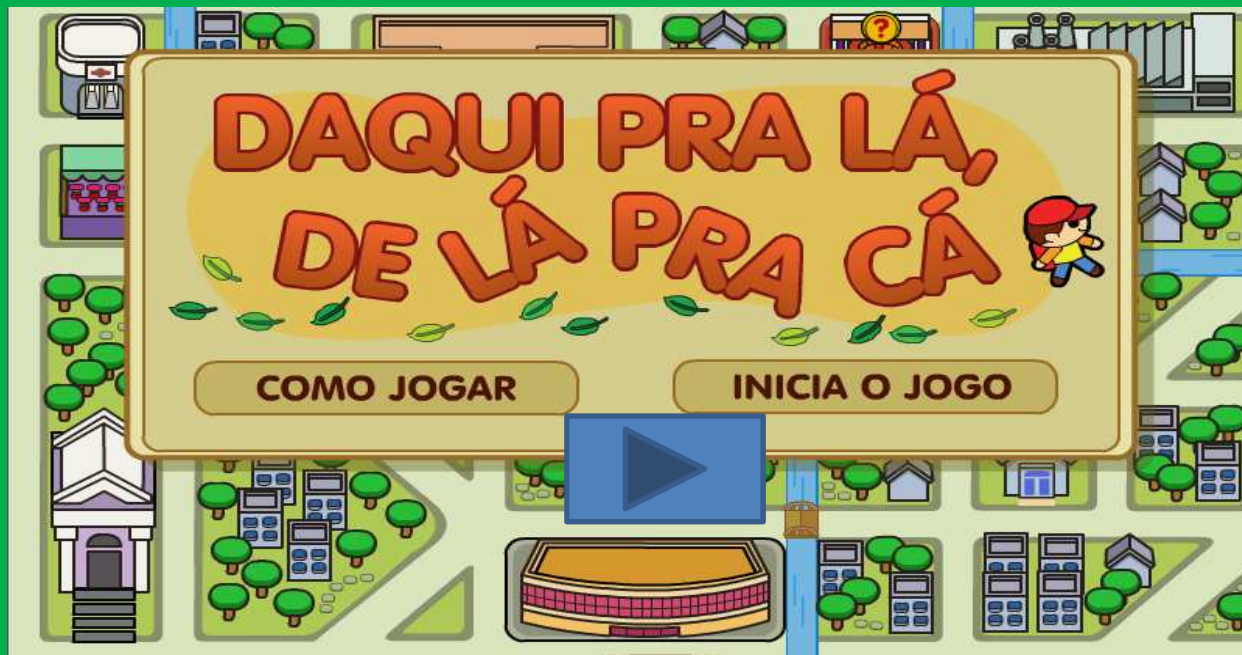 ?
DAQUI PRA LÁ,
DE LÁ PRA CÁ
COMO JOGAR
INICIA O JOGO